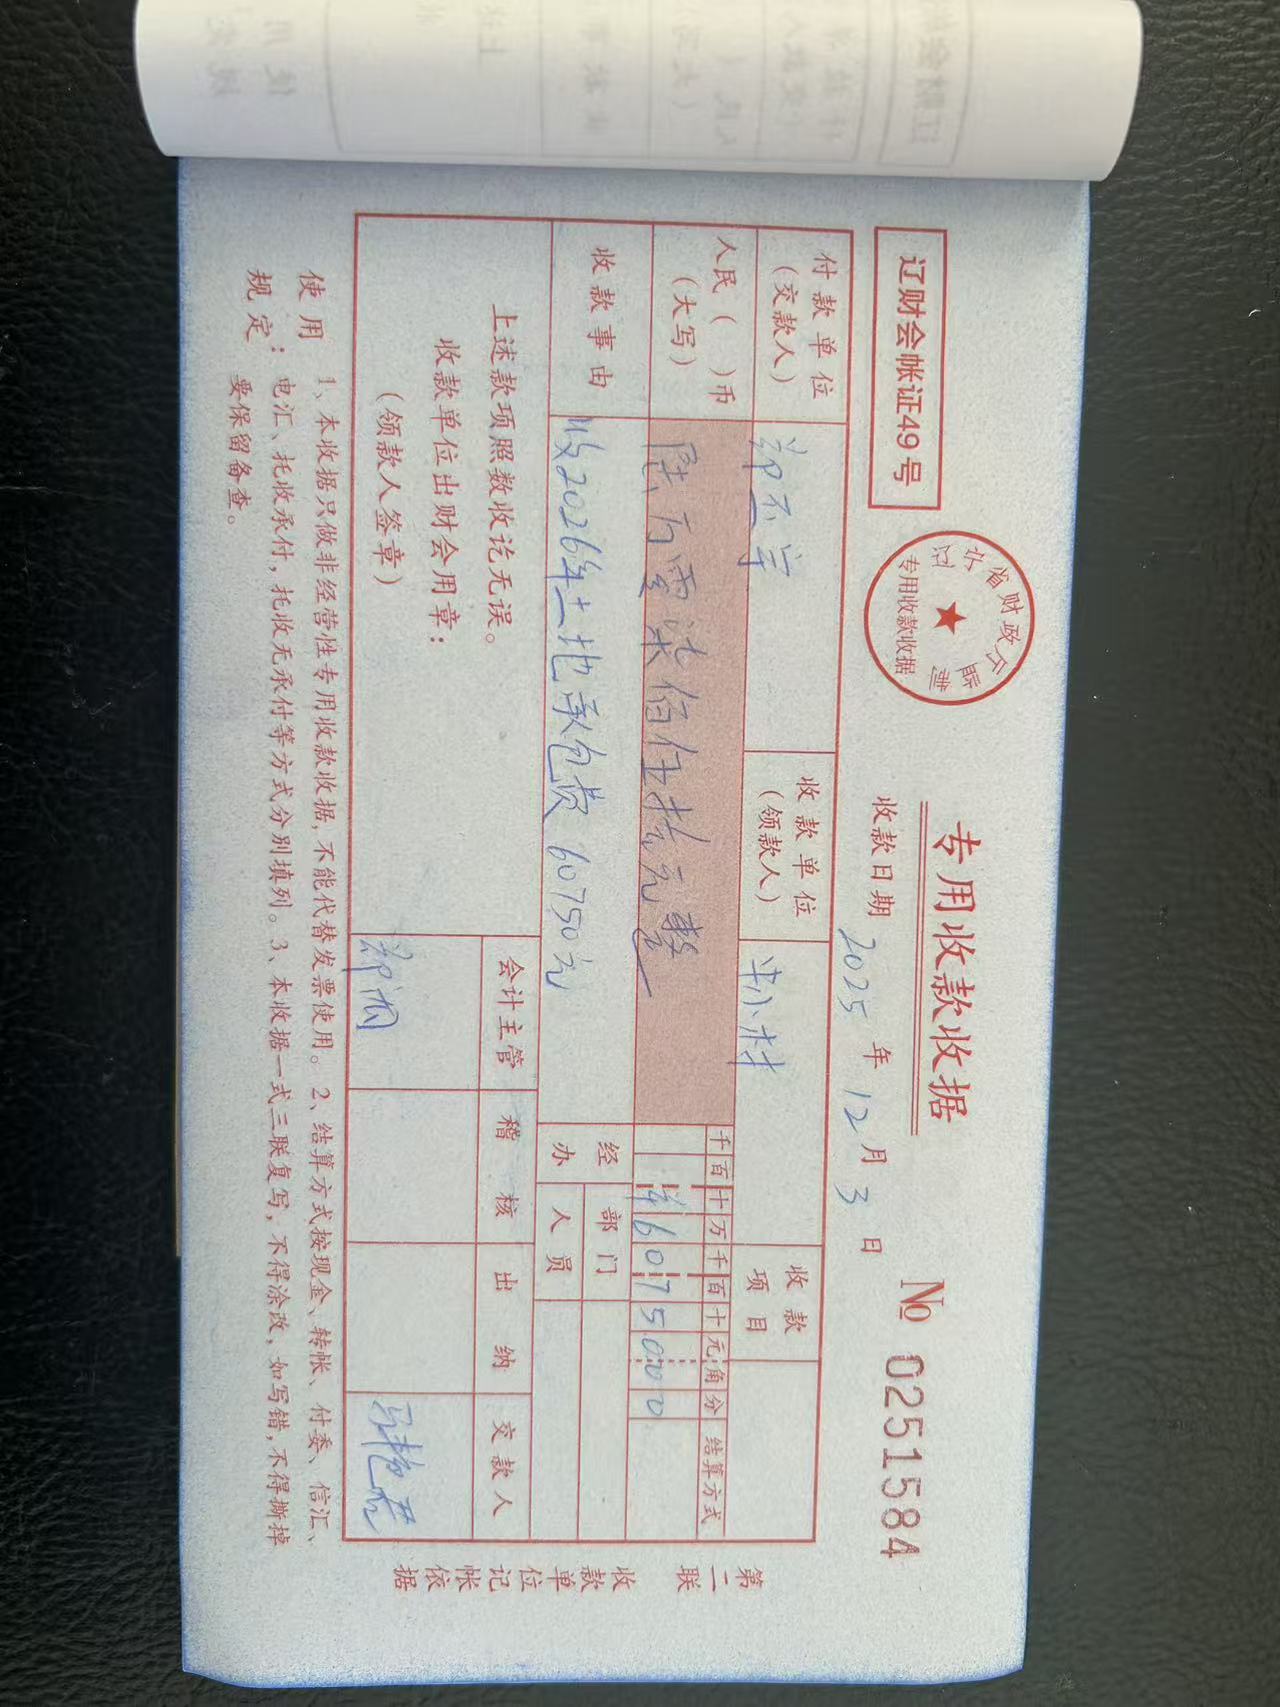 辽财会帐证49号
辽宁省财政厅监制
专用收款收据
专用收款收据
№ 0251584
收款日期 2025 年 12 月 3 日
付款单位
(交款人)
收款单位
(领款人)
收款
项目
人民( )币
(大写)
陆万零柒佰伍拾元整
千 百 十 万 千 百 十 元 角 分
¥ 6 0 7 5 0 0 0
结算方式
收款事由
收2026年土地承包费 60750元
经办
部门
人员
上述款项照数收讫无误。
收款单位出财会用章:
(领款人签章)
会计主管
稽 核
出 纳
交款人
第二联 收款单位记帐依据
使用规定:
1、本收据只做非经营性专用收款收据,不能代替发票使用。2、结算方式按现金、转帐、付委、信汇、
电汇、托收承付,托收无承付等方式分别填列。3、本收据一式三联复写,不得涂改,如写错,不得撕掉
要保留备查。